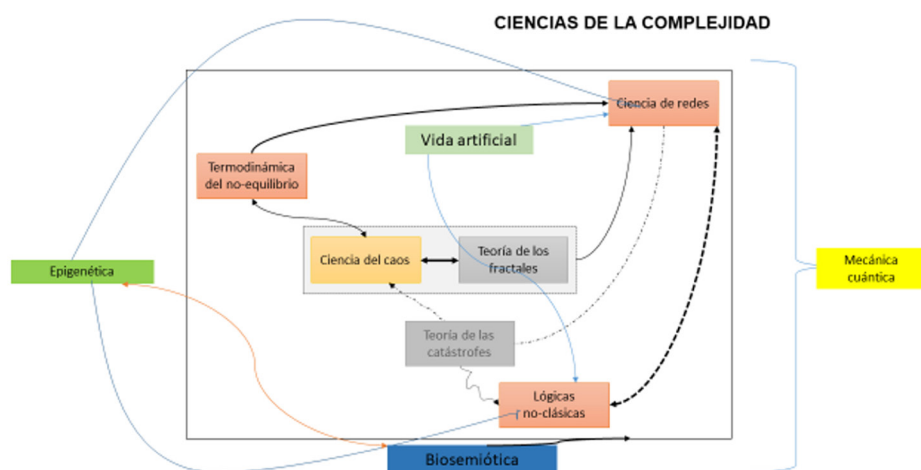 CIENCIAS DE LA COMPLEJIDAD
Ciencia de redes
Vida artificial
Termodinámica
del no-equilibrio
Ciencia del caos
Teoría de los
fractales
Epigenética
Mecánica
cuántica
Teoría de las
catástrofes
Lógicas
no-clásicas
Biosemiótica